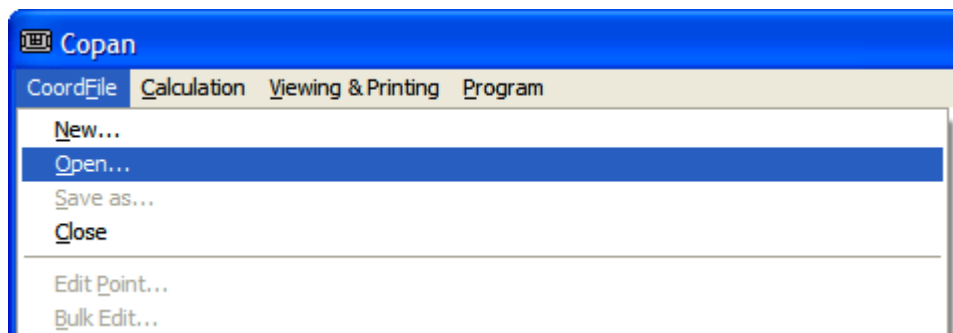 Copan
CoordFile Calculation Viewing & Printing Program
New...
Open...
Save as...
Close
Edit Point...
Bulk Edit...